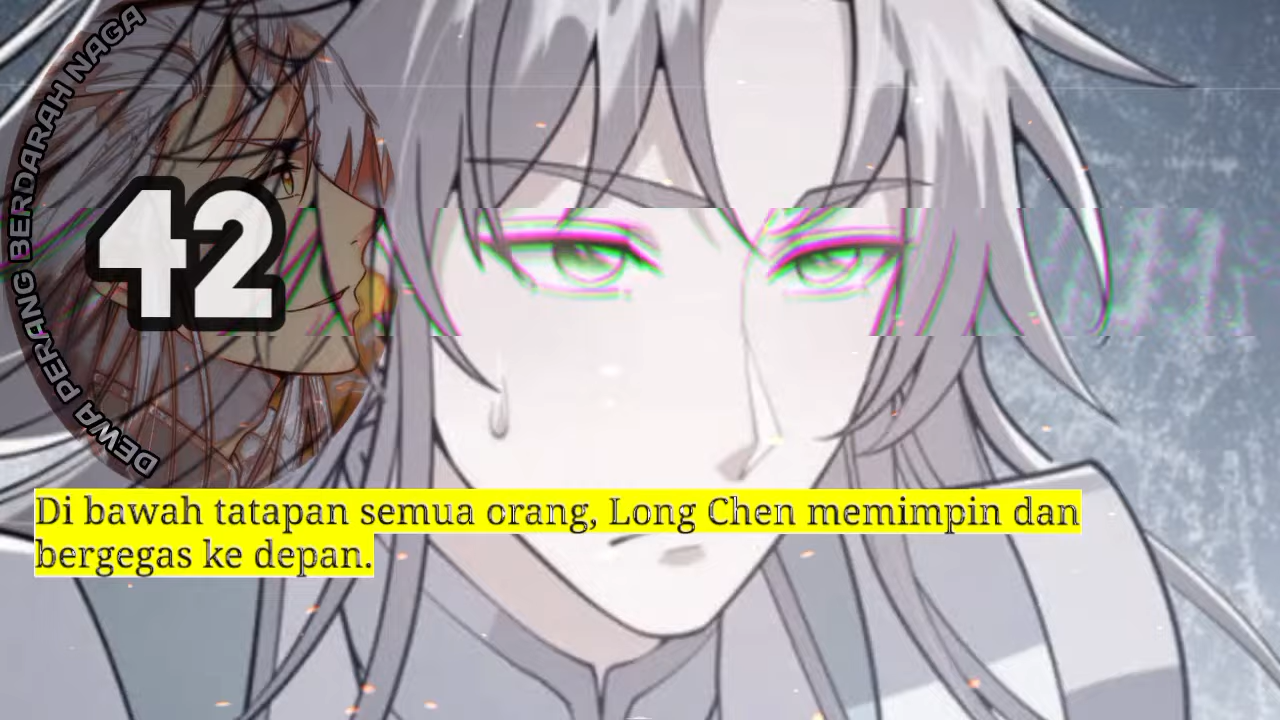 DEWA PERANG BERDARAH NAGA
42
Di bawah tatapan semua orang, Long Chen memimpin dan
bergegas ke depan.